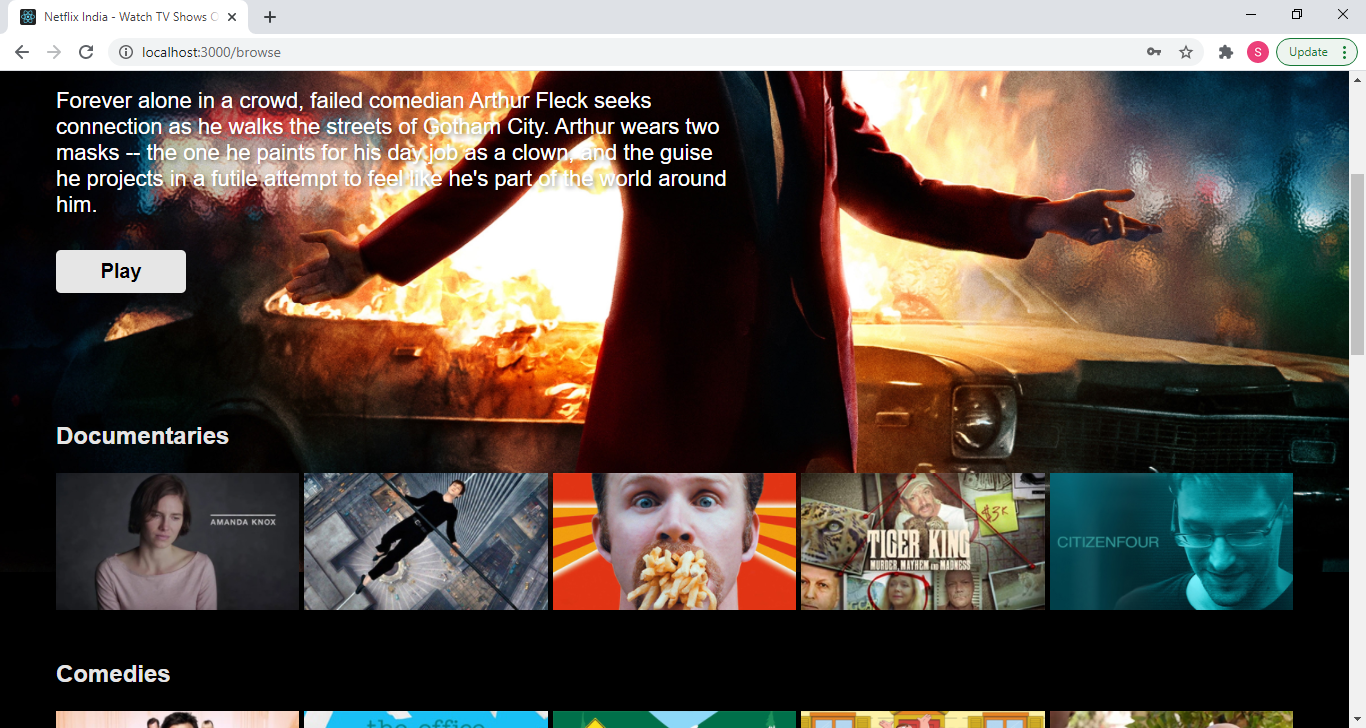 Netflix India - Watch TV Shows O
localhost:3000/browse
S
Update
Forever alone in a crowd, failed comedian Arthur Fleck seeks
connection as he walks the streets of Gotham City. Arthur wears two
masks -- the one he paints for his day job as a clown, and the guise
he projects in a futile attempt to feel like he's part of the world around
him.
Play
Documentaries
AMANDA KNOX
$3K
TIGER KING
MURDER, MAYHEM AND MADNESS
CITIZENFOUR
Comedies
the office